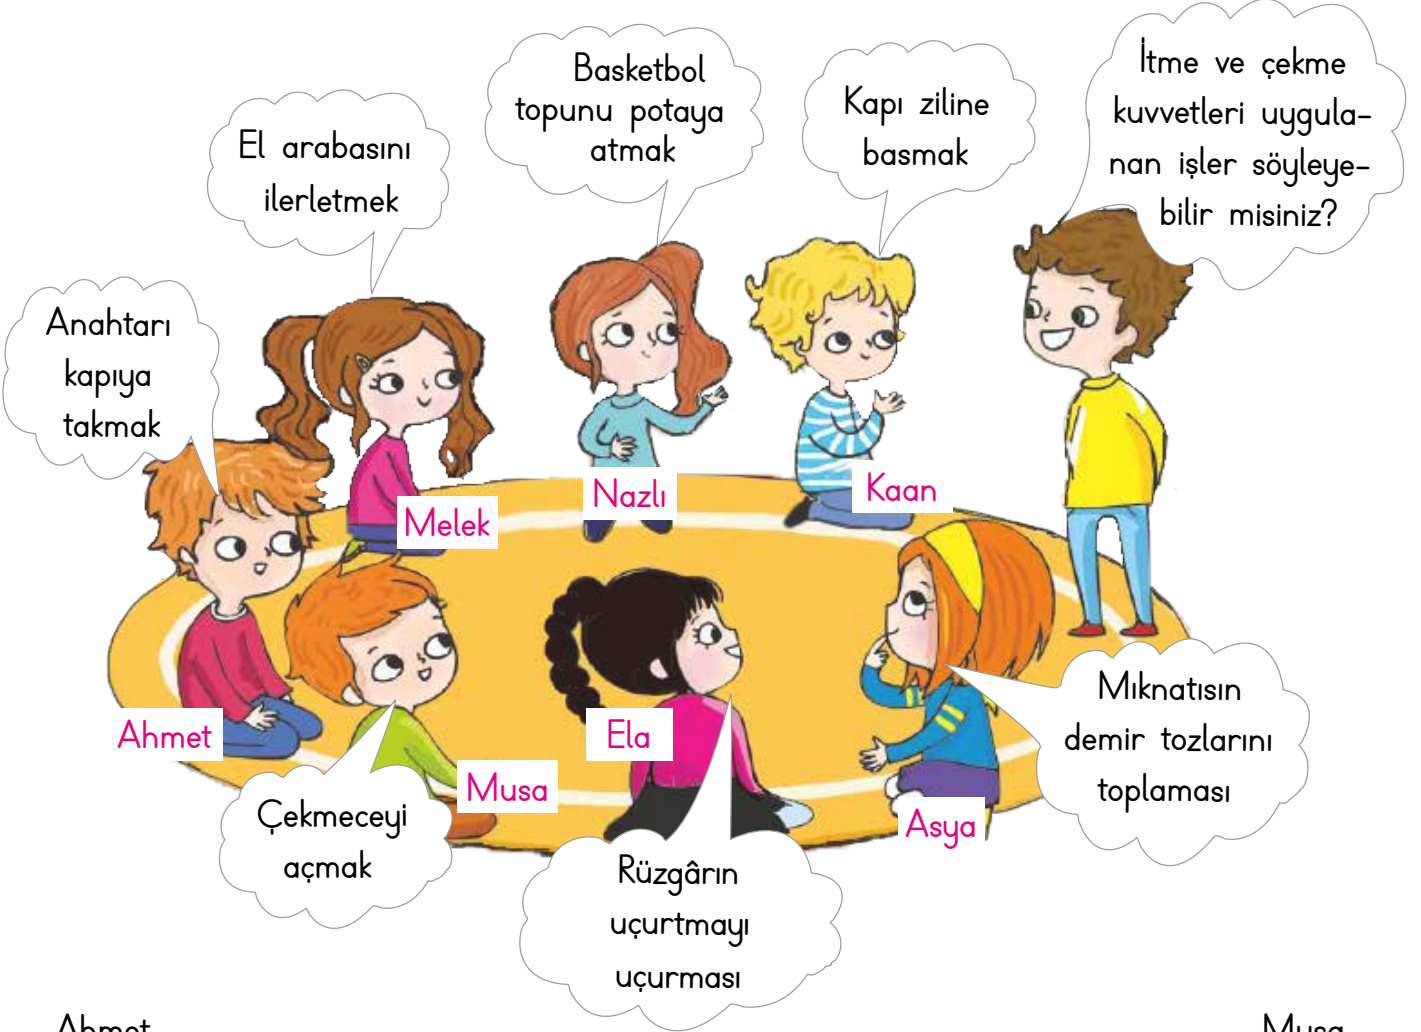 İtme ve çekme
kuvvetleri uygula-
nan işler söyleye-
bilir misiniz?
Kapı ziline
basmak
Basketbol
topunu potaya
atmak
El arabasını
ilerletmek
Anahtarı
kapıya
takmak
Melek
Nazlı
Kaan
Ahmet
Musa
Ela
Asya
Çekmeceyi
açmak
Rüzgârın
uçurtmayı
uçurması
Mıknatısın
demir tozlarını
toplaması
Ahmet
Musa